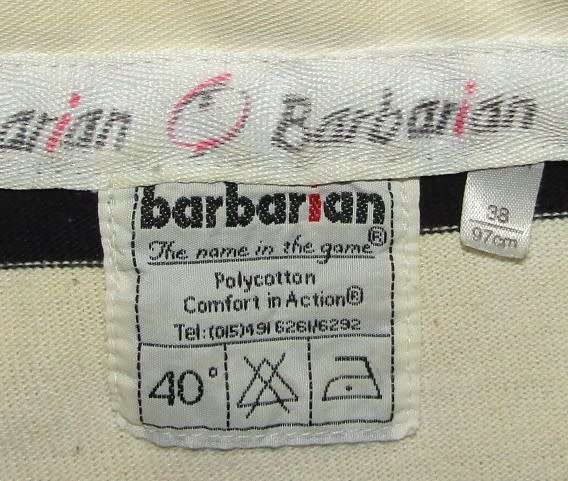 arian Barbarian
barbarian
The name in the game®
Polycotton
Comfort in Action®
Tel:(015)491 6261/6292
40°
38
97cm